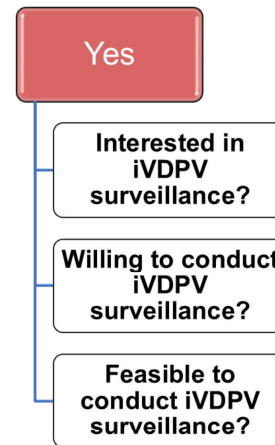 Yes
Interested in
iVDPV
surveillance?
Willing to conduct
iVDPV
surveillance?
Feasible to
conduct iVDPV
surveillance?